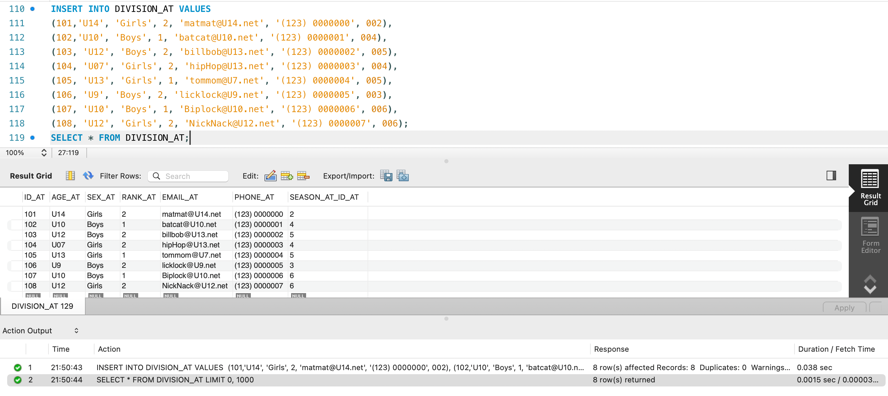 110 INSERT INTO DIVISION_AT VALUES
111 (101,'U14', 'Girls', 2, 'matmat@U14.net', '(123) 0000000', 002),
112 (102,'U10', 'Boys', 1, 'batcat@U10.net', '(123) 0000001', 004),
113 (103, 'U12', 'Boys', 2, 'billbob@U13.net', '(123) 0000002', 005),
114 (104, 'U07', 'Girls', 2, 'hipHop@U13.net', '(123) 0000003', 004),
115 (105, 'U13', 'Girls', 1, 'tommom@U7.net', '(123) 0000004', 005),
116 (106, 'U9', 'Boys', 2, 'licklock@U9.net', '(123) 0000005', 003),
117 (107, 'U10', 'Boys', 1, 'Biplock@U10.net', '(123) 0000006', 006),
118 (108, 'U12', 'Girls', 2, 'NickNack@U12.net', '(123) 0000007', 006);
119 SELECT * FROM DIVISION_AT;
100% 27:119
Result Grid Filter Rows: Search Edit: Export/Import:
ID_AT AGE_AT SEX_AT RANK_AT EMAIL_AT PHONE_AT SEASON_AT_ID_AT
101 U14 Girls 2 matmat@U14.net (123) 0000000 2
102 U10 Boys 1 batcat@U10.net (123) 0000001 4
103 U12 Boys 2 billbob@U13.net (123) 0000002 5
104 U07 Girls 2 hipHop@U13.net (123) 0000003 4
105 U13 Girls 1 tommom@U7.net (123) 0000004 5
106 U9 Boys 2 licklock@U9.net (123) 0000005 3
107 U10 Boys 1 Biplock@U10.net (123) 0000006 6
108 U12 Girls 2 NickNack@U12.net (123) 0000007 6
Result Grid
Form Editor
DIVISION_AT 129 Apply
Action Output
Time Action Response Duration / Fetch Time
1 21:50:43 INSERT INTO DIVISION_AT VALUES (101,'U14', 'Girls', 2, 'matmat@U14.net', '(123) 0000000', 002), (102,'U10', 'Boys', 1, 'batcat@U10.n... 8 row(s) affected Records: 8 Duplicates: 0 Warnings... 0.038 sec
2 21:50:44 SELECT * FROM DIVISION_AT LIMIT 0, 1000 8 row(s) returned 0.0015 sec / 0.00003...